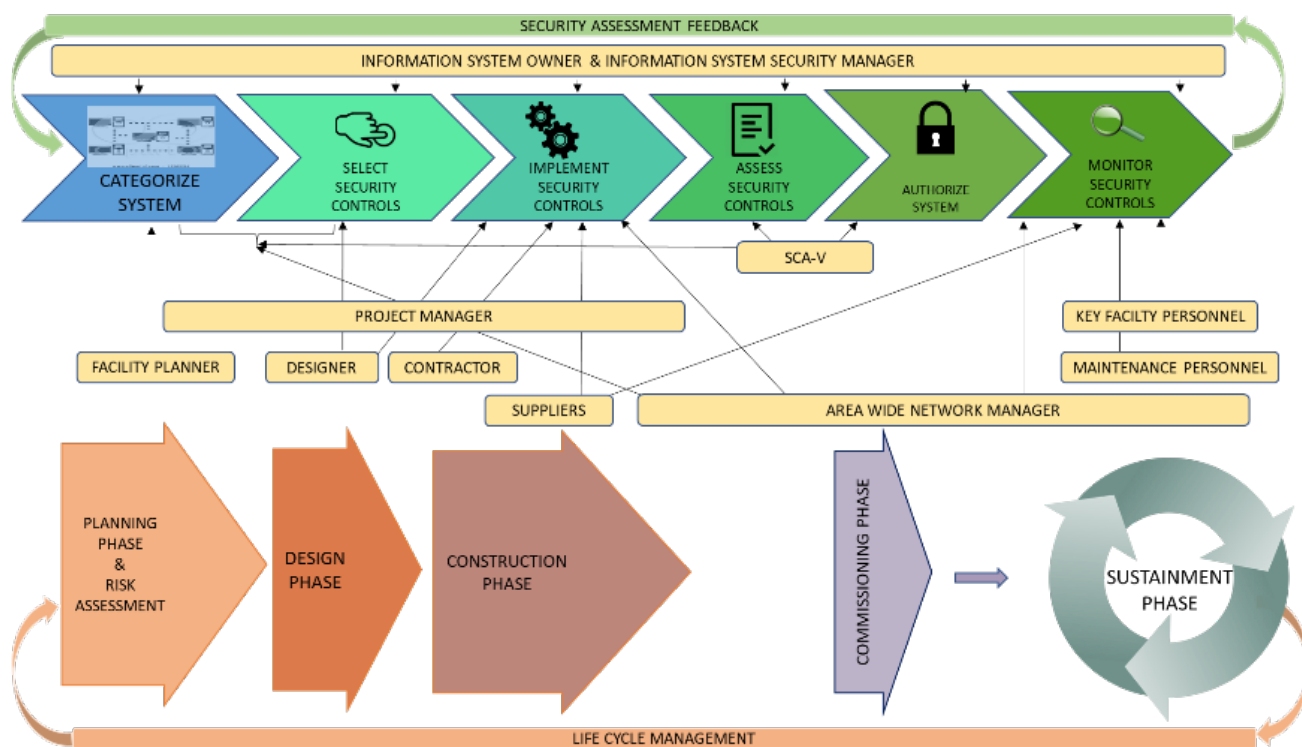 SECURITY ASSESSMENT FEEDBACK
INFORMATION SYSTEM OWNER & INFORMATION SYSTEM SECURITY MANAGER
CATEGORIZE
SYSTEM
SELECT
SECURITY
CONTROLS
IMPLEMENT
SECURITY
CONTROLS
ASSESS
SECURITY
CONTROLS
AUTHORIZE
SYSTEM
MONITOR
SECURITY
CONTROLS
SCA-V
PROJECT MANAGER
KEY FACILTY PERSONNEL
FACILITY PLANNER
DESIGNER
CONTRACTOR
MAINTENANCE PERSONNEL
SUPPLIERS
AREA WIDE NETWORK MANAGER
PLANNING
PHASE
&
RISK
ASSESSMENT
DESIGN
PHASE
CONSTRUCTION
PHASE
COMMISSIONING PHASE
SUSTAINMENT
PHASE
LIFE CYCLE MANAGEMENT